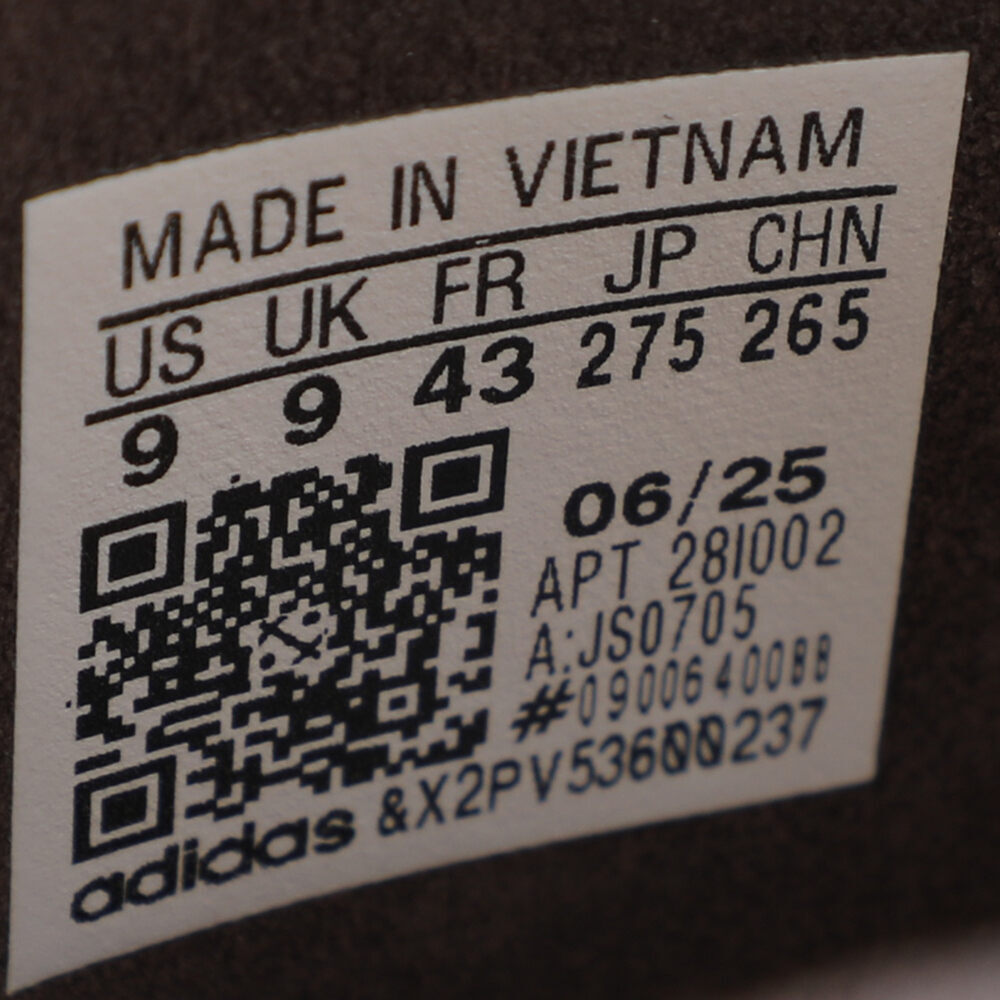 MADE IN VIETNAM
US UK FR JP CHN
9 9 43 275 265
06/25
APT 28I002
A:JS0705
#0900640088
adidas &X2PV53600237